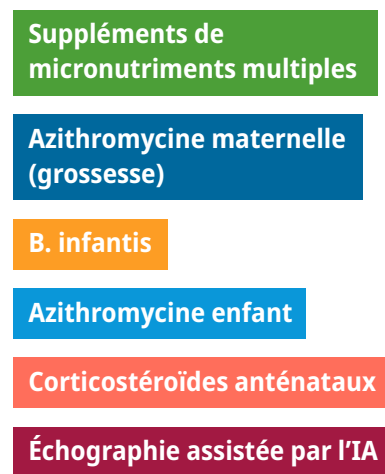 Suppléments de
micronutriments multiples
Azithromycine maternelle
(grossesse)
B. infantis
Azithromycine enfant
Corticostéroïdes anténataux
Échographie assistée par l’IA